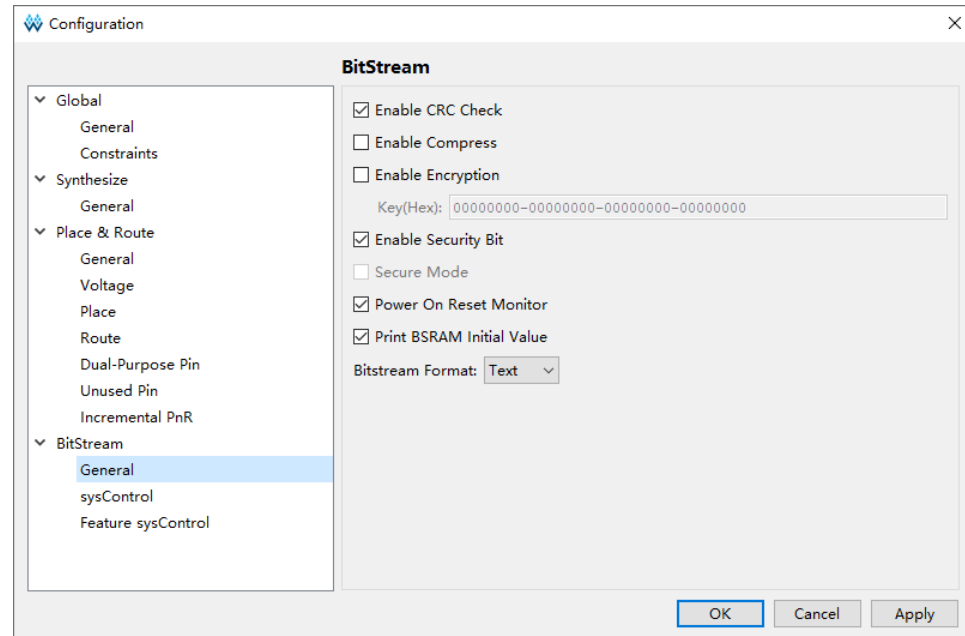 Configuration
BitStream
Global
General
Constraints
Synthesize
General
Place & Route
General
Voltage
Place
Route
Dual-Purpose Pin
Unused Pin
Incremental PnR
BitStream
General
sysControl
Feature sysControl
Enable CRC Check
Enable Compress
Enable Encryption
Key(Hex): 00000000-00000000-00000000-00000000
Enable Security Bit
Secure Mode
Power On Reset Monitor
Print BSRAM Initial Value
Bitstream Format: Text
OK Cancel Apply